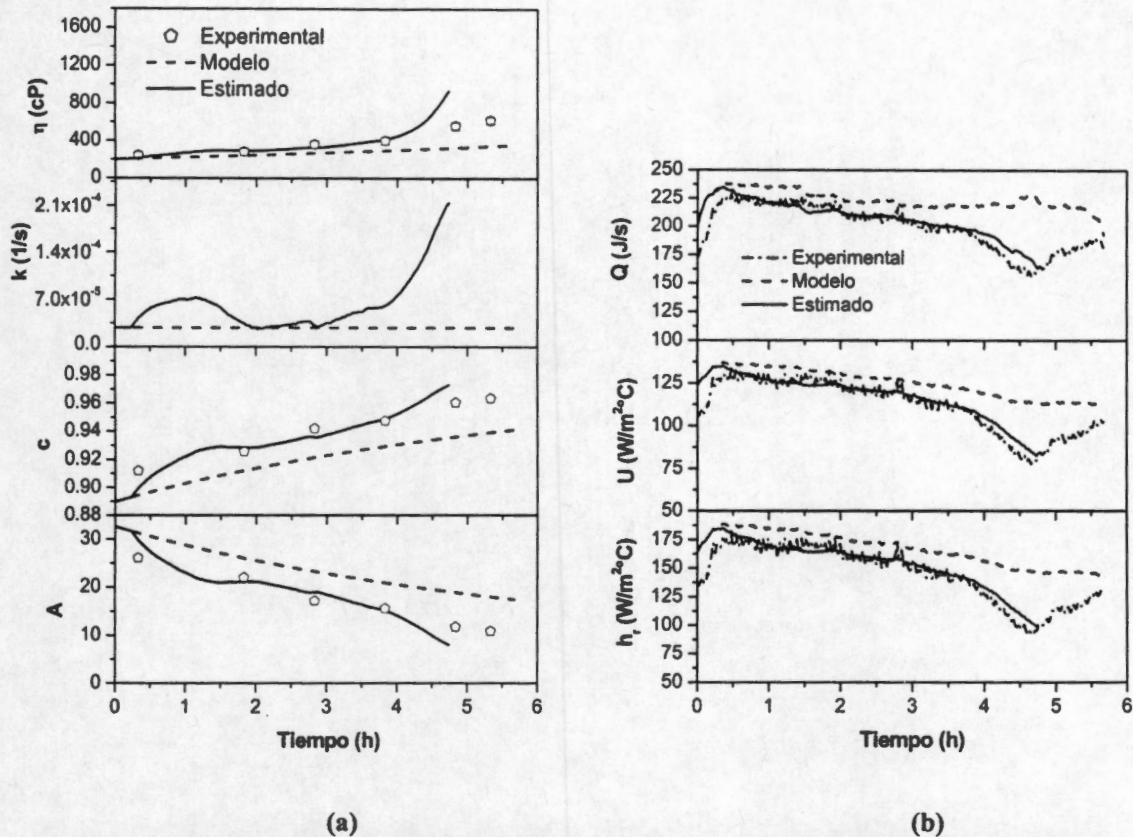 1600
1200
800
400
0
η (cP)
Experimental
Modelo
Estimado
2.1x10⁻⁴
1.4x10⁻⁴
7.0x10⁻⁵
0.0
k (1/s)
0.98
0.96
0.94
0.92
0.90
0.88
c
30
20
10
0
A
0 1 2 3 4 5 6
Tiempo (h)
(a)
250
225
200
175
150
125
100
Q (J/s)
Experimental
Modelo
Estimado
125
100
75
50
U (W/m²°C)
175
150
125
100
75
50
hᵣ (W/m²°C)
0 1 2 3 4 5 6
Tiempo (h)
(b)